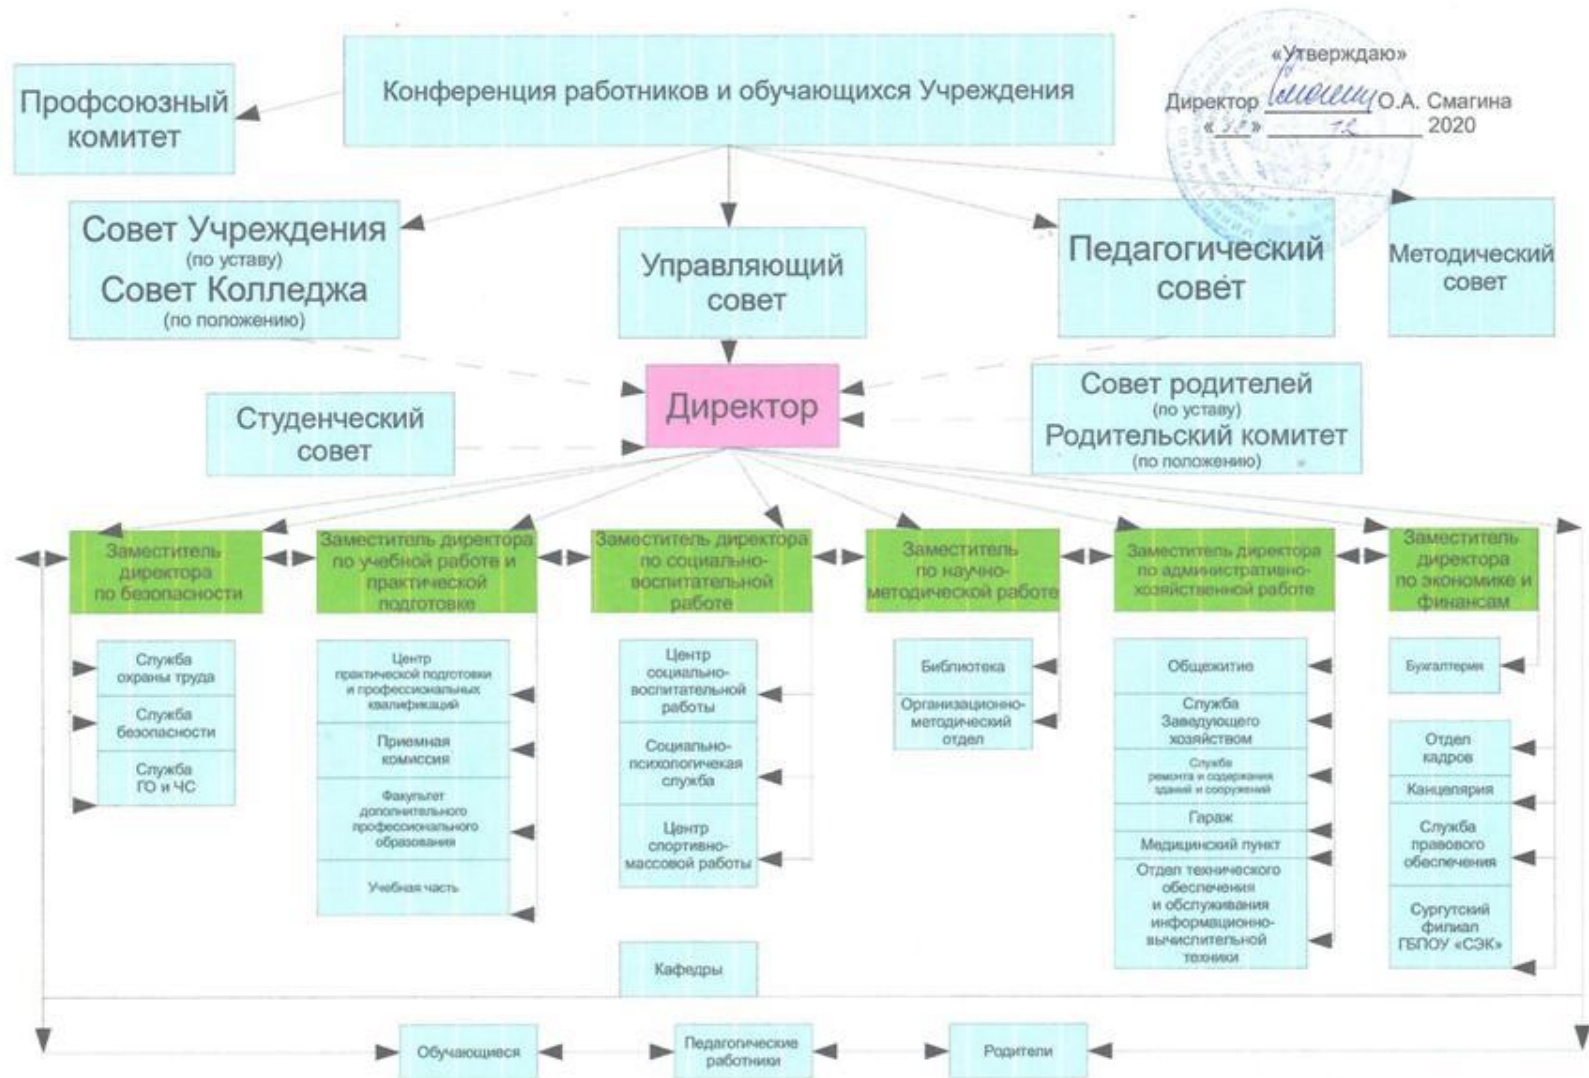 «Утверждаю»
Директор О.А. Смагина
« » 12 2020
Конференция работников и обучающихся Учреждения
Профсоюзный
комитет
Совет Учреждения
(по уставу)
Совет Колледжа
(по положению)
Управляющий
совет
Педагогический
совет
Методический
совет
Директор
Студенческий
совет
Совет родителей
(по уставу)
Родительский комитет
(по положению)
Заместитель
директора
по безопасности
Заместитель директора
по учебной работе и
практической
подготовке
Заместитель директора
по социально-
воспитательной
работе
Заместитель
по научно-
методической работе
Заместитель директора
по административно-
хозяйственной работе
Заместитель
директора
по экономике и
финансам
Служба
охраны труда
Служба
безопасности
Служба
ГО и ЧС
Центр
практической подготовки
и профессиональных
квалификаций
Приемная
комиссия
Факультет
дополнительного
профессионального
образования
Учебная часть
Центр
социально-
воспитательной
работы
Социально-
психологичекая
служба
Центр
спортивно-
массовой работы
Библиотека
Организационно-
методический
отдел
Общежитие
Служба
Заведующего
хозяйством
Служба
ремонта и содержания
зданий и сооружений
Гараж
Медицинский пункт
Отдел технического
обеспечения
и обслуживания
информационно-
вычислительной
техники
Бухгалтерия
Отдел
кадров
Канцелярия
Служба
правового
обеспечения
Сургутский
филиал
ГБПОУ «СЭК»
Кафедры
Обучающиеся
Педагогические
работники
Родители